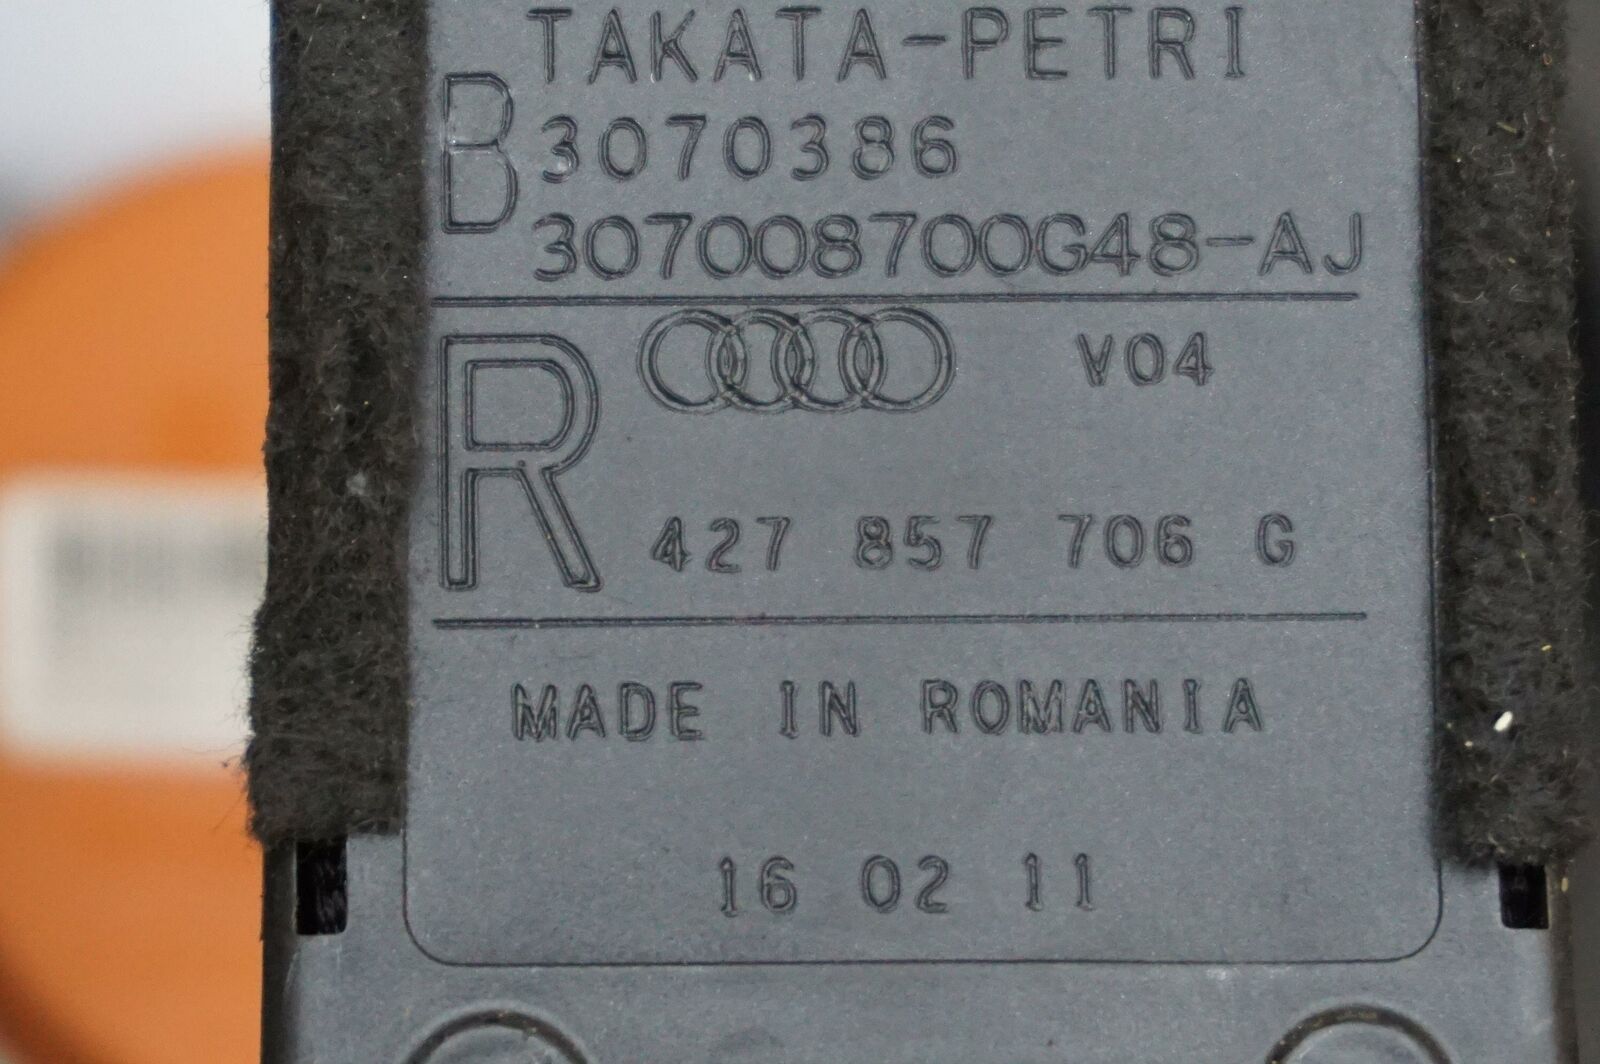 TAKATA-PETRI
B 3070386
307008700G48-AJ
R V04
427 857 706 G
MADE IN ROMANIA
16 02 11